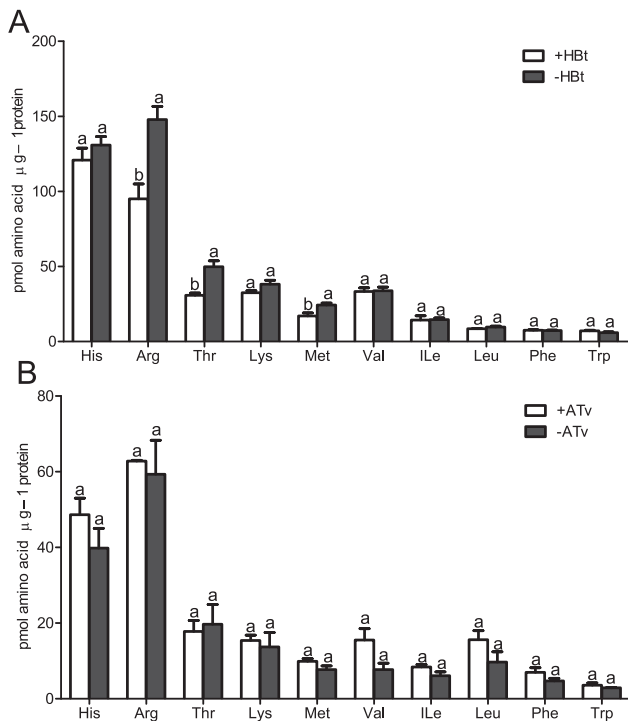 A
200
150
100
50
0
pmol amino acid μg-1protein
+HBt
-HBt
a a b a b a a a b a a a a a a a a a a a
His Arg Thr Lys Met Val ILe Leu Phe Trp
B
80
60
40
20
0
pmol amino acid μg-1protein
+ATv
-ATv
a a a a a a a a a a a a a a a a a a a a
His Arg Thr Lys Met Val ILe Leu Phe Trp